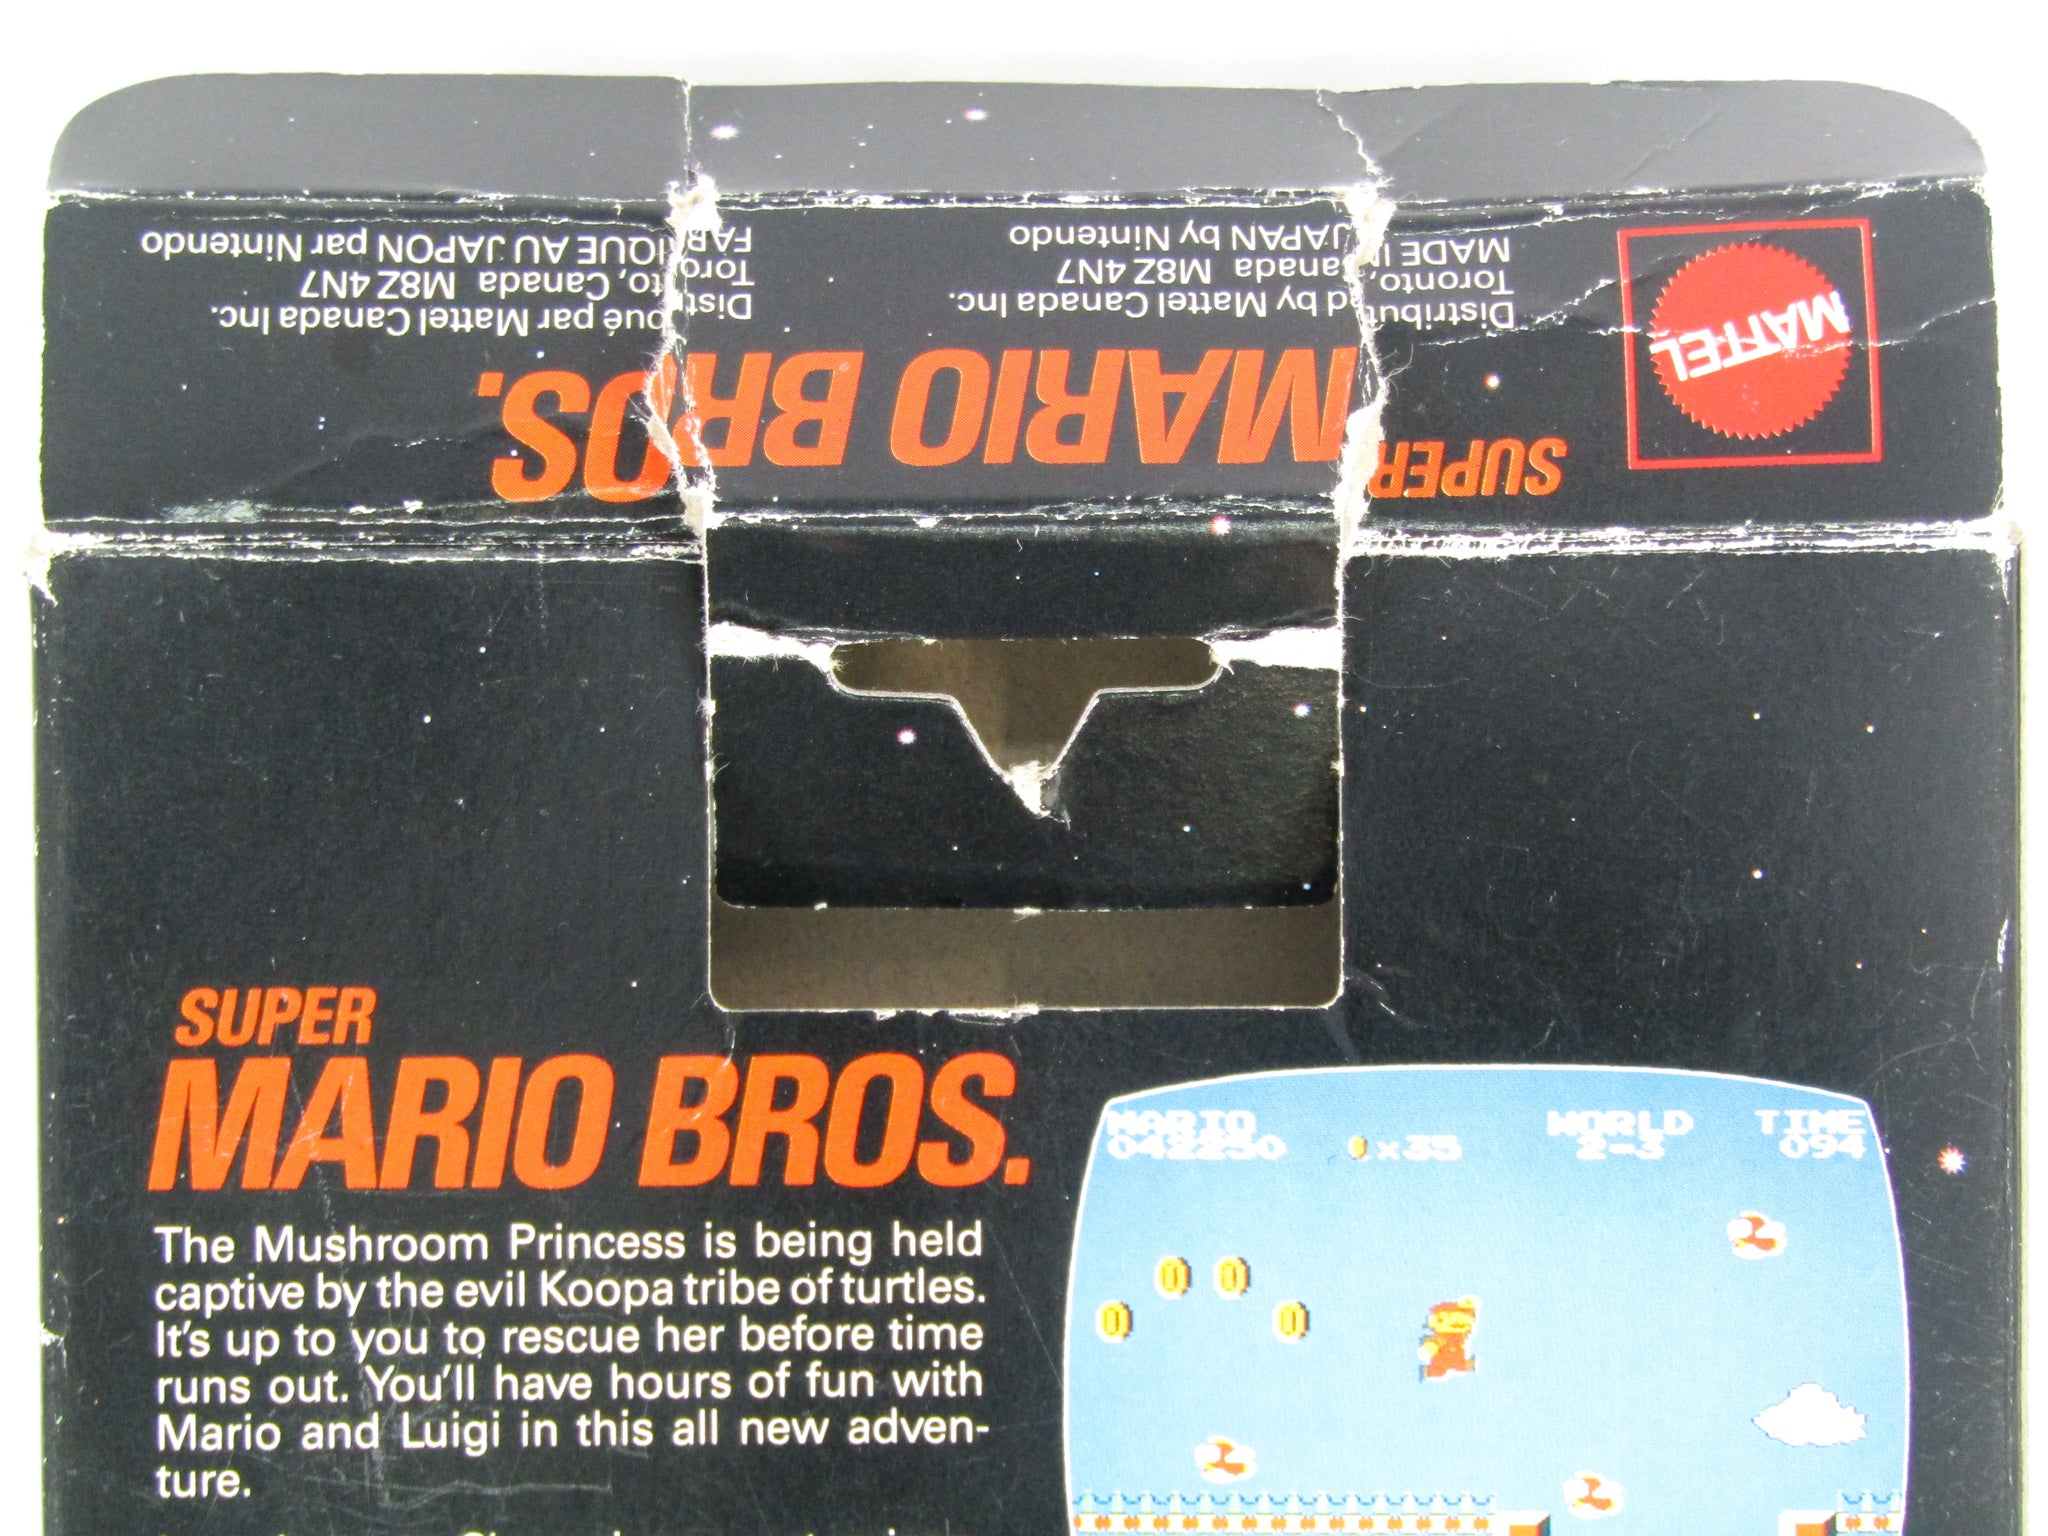 Distribué par Mattel Canada Inc.
Toronto, Canada M8Z 4N7
FABRIQUE AU JAPON par Nintendo
Distributed by Mattel Canada Inc.
Toronto, Canada M8Z 4N7
MADE IN JAPAN by Nintendo
SUPER
MARIO BROS.
MATTEL
SUPER
MARIO BROS.
The Mushroom Princess is being held
captive by the evil Koopa tribe of turtles.
It's up to you to rescue her before time
runs out. You'll have hours of fun with
Mario and Luigi in this all new adven-
ture.
MARIO WORLD TIME
042250 x35 2-3 094